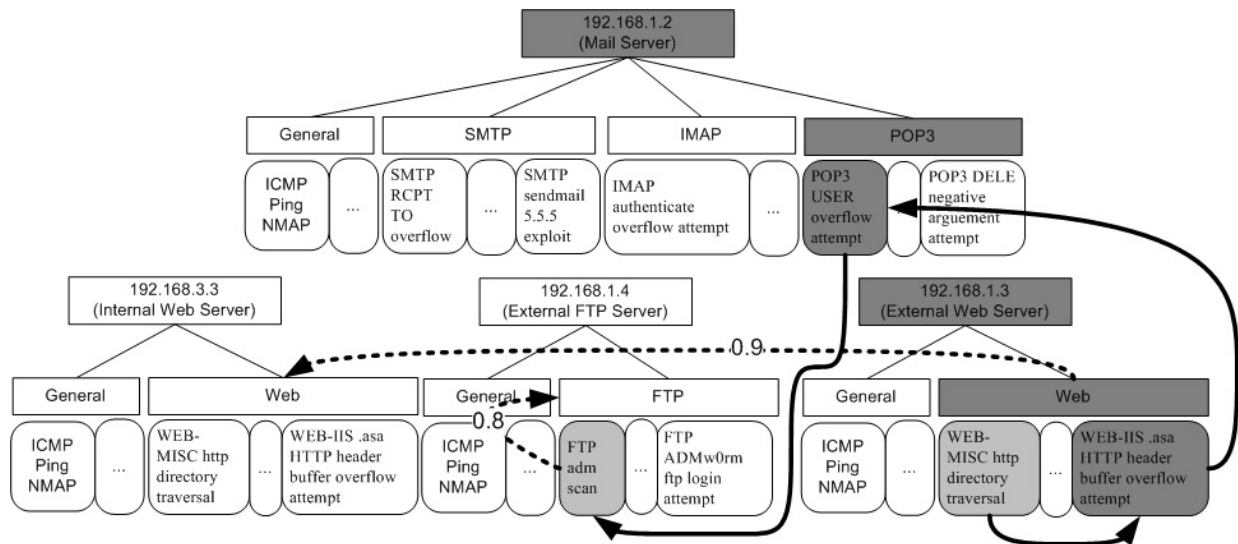 192.168.1.2
(Mail Server)
General
SMTP
IMAP
POP3
ICMP
Ping
NMAP
...
SMTP
RCPT
TO
overflow
...
SMTP
sendmail
5.5.5
exploit
IMAP
authenticate
overflow attempt
...
POP3
USER
overflow
attempt
...
POP3 DELE
negative
arguement
attempt
192.168.3.3
(Internal Web Server)
192.168.1.4
(External FTP Server)
192.168.1.3
(External Web Server)
0.9
General
Web
General
FTP
General
Web
0.8
ICMP
Ping
NMAP
...
WEB-
MISC http
directory
traversal
...
WEB-IIS .asa
HTTP header
buffer overflow
attempt
ICMP
Ping
NMAP
...
FTP
adm
scan
...
FTP
ADMw0rm
ftp login
attempt
ICMP
Ping
NMAP
...
WEB-
MISC http
directory
traversal
...
WEB-IIS .asa
HTTP header
buffer overflow
attempt